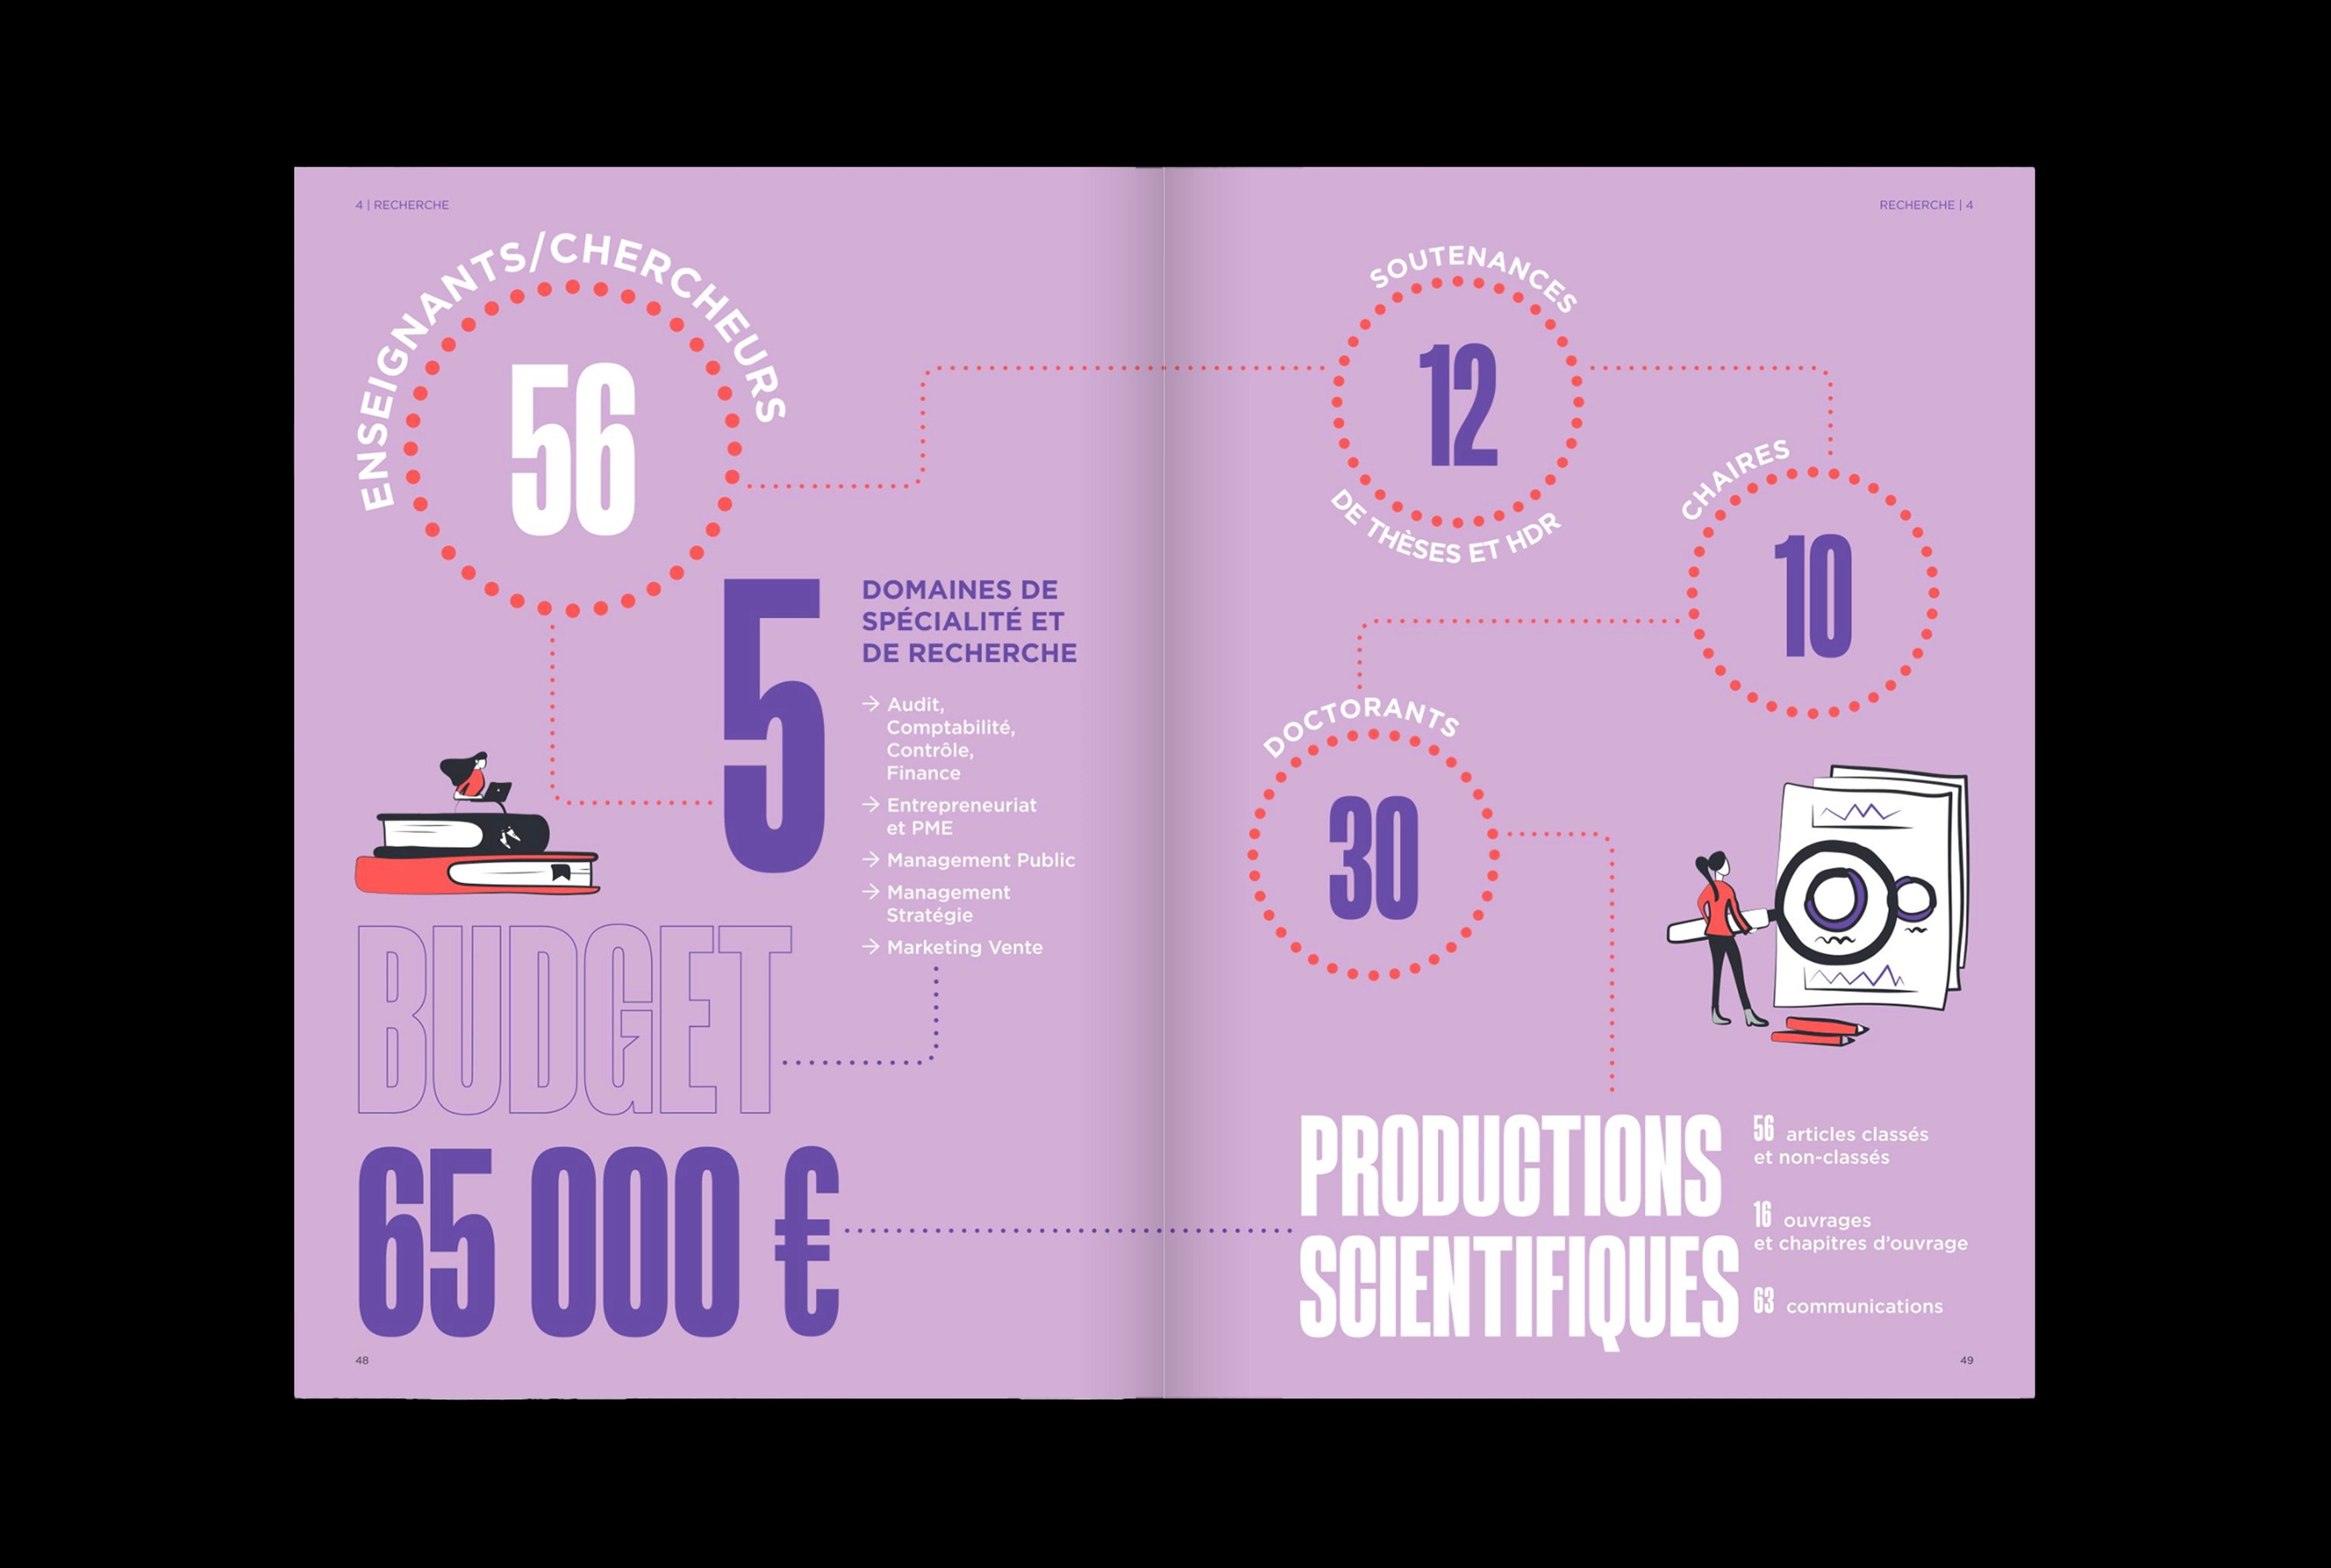 4 | RECHERCHE
ENSEIGNANTS/CHERCHEURS
56
5
DOMAINES DE
SPÉCIALITÉ ET
DE RECHERCHE
→ Audit,
Comptabilité,
Contrôle,
Finance
→ Entrepreneuriat
et PME
→ Management Public
→ Management
Stratégie
→ Marketing Vente
BUDGET
65 000 €
48
RECHERCHE | 4
SOUTENANCES
12
DE THÈSES ET HDR
CHAIRES
10
DOCTORANTS
30
PRODUCTIONS
SCIENTIFIQUES
56 articles classés
et non-classés
16 ouvrages
et chapitres d’ouvrage
63 communications
49